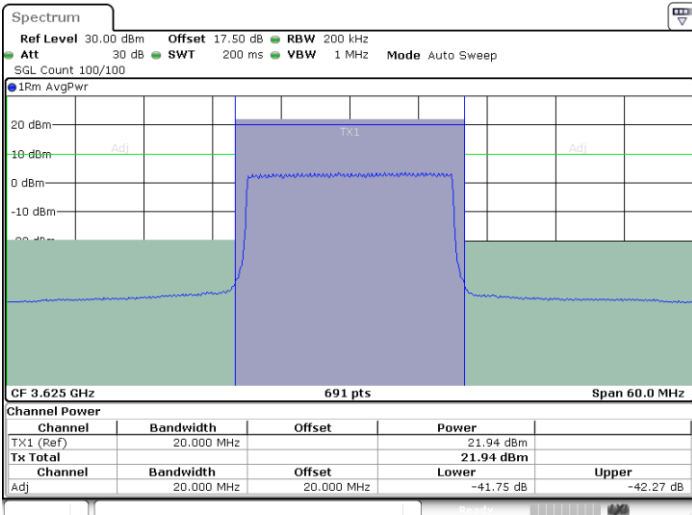 Spectrum
Ref Level 30.00 dBm Offset 17.50 dB RBW 200 kHz
Att 30 dB SWT 200 ms VBW 1 MHz Mode Auto Sweep
SGL Count 100/100
1Rm AvgPwr
20 dBm
TX1
Adj Adj
10 dBm
0 dBm
-10 dBm
-20 dBm
CF 3.625 GHz 691 pts Span 60.0 MHz
Channel Power
Channel Bandwidth Offset Power
TX1 (Ref) 20.000 MHz 21.94 dBm
Tx Total 21.94 dBm
Channel Bandwidth Offset Lower Upper
Adj 20.000 MHz 20.000 MHz -41.75 dB -42.27 dB
Ready